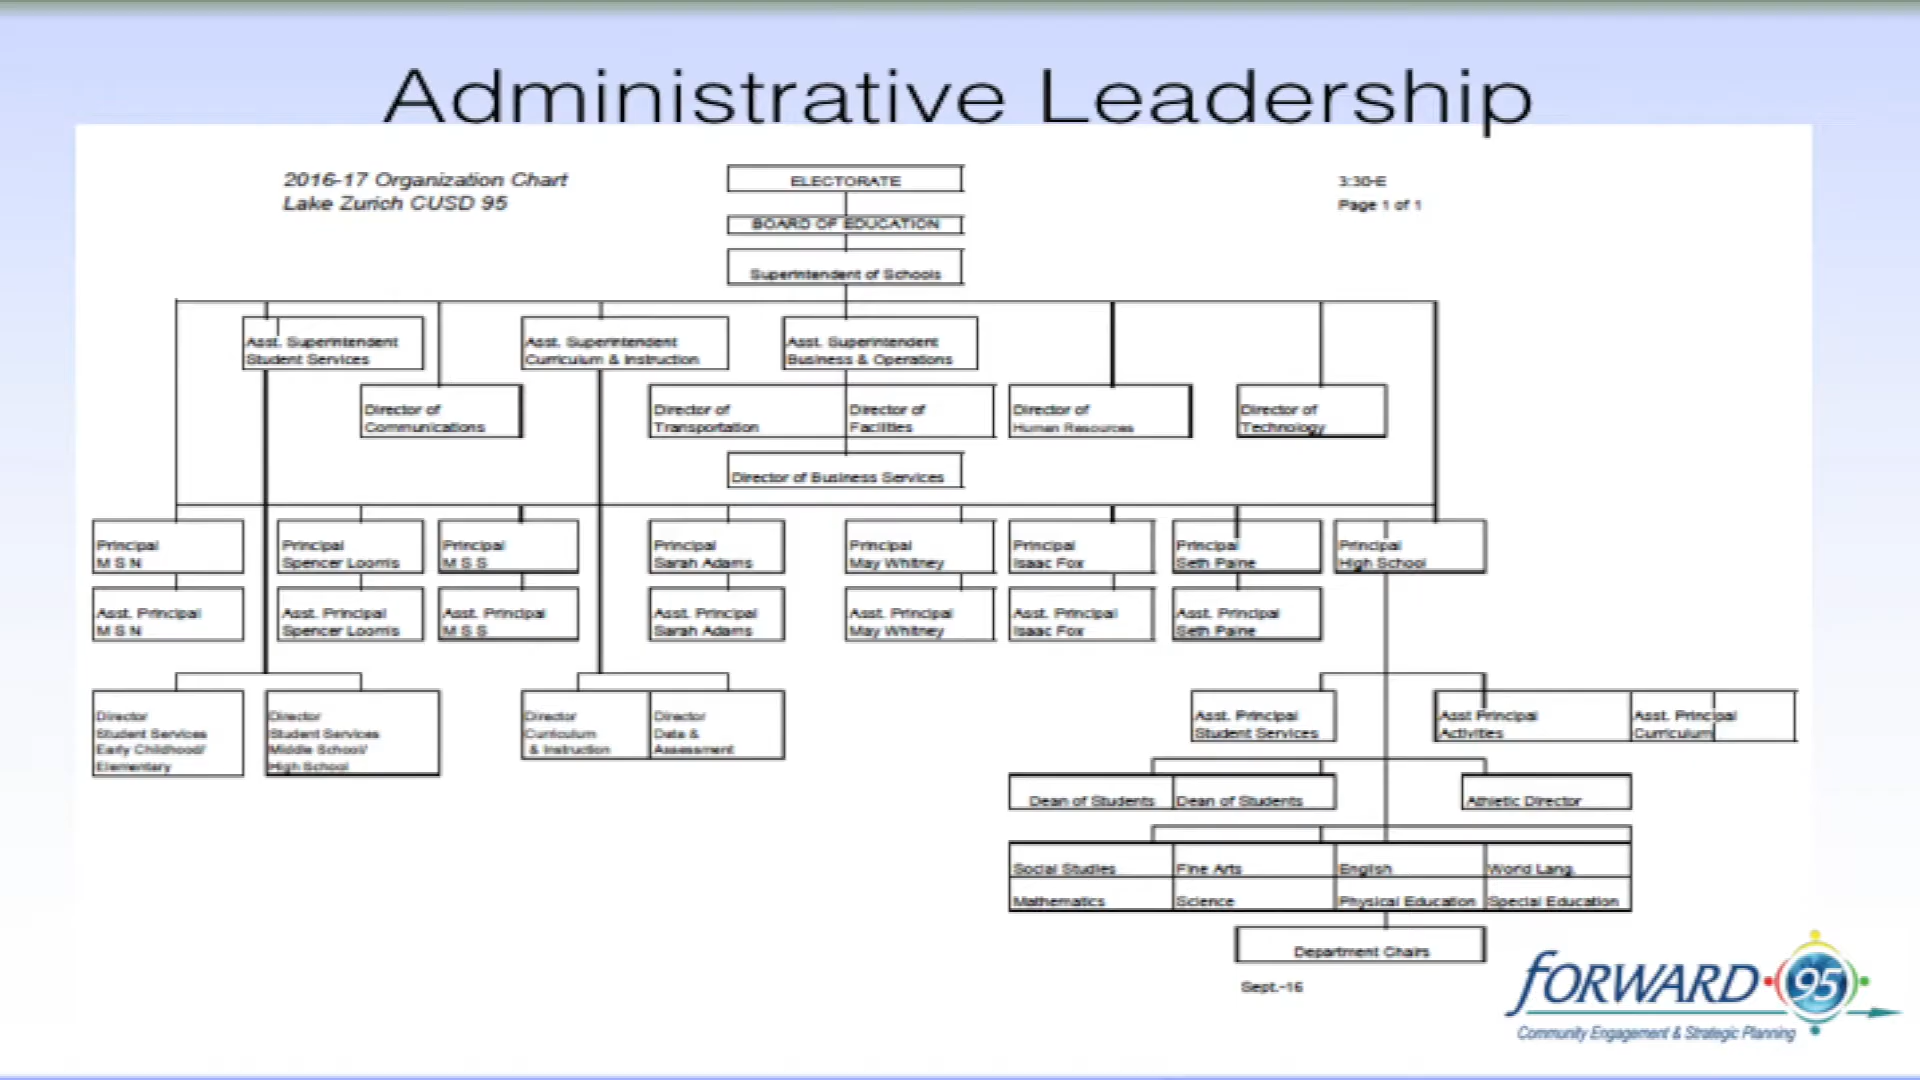 Administrative Leadership
2016-17 Organization Chart
Lake Zurich CUSD 95
3:30-E
Page 1 of 1
ELECTORATE
BOARD OF EDUCATION
Superintendent of Schools
Asst. Superintendent
Student Services
Asst. Superintendent
Curriculum & Instruction
Asst. Superintendent
Business & Operations
Director of
Communications
Director of
Transportation
Director of
Facilities
Director of
Human Resources
Director of
Technology
Director of Business Services
Principal
M S N
Principal
Spencer Loomis
Principal
M S S
Principal
Sarah Adams
Principal
May Whitney
Principal
Isaac Fox
Principal
Seth Paine
Principal
High School
Asst. Principal
M S N
Asst. Principal
Spencer Loomis
Asst. Principal
M S S
Asst. Principal
Sarah Adams
Asst. Principal
May Whitney
Asst. Principal
Isaac Fox
Asst. Principal
Seth Paine
Director
Student Services
Early Childhood/
Elementary
Director
Student Services
Middle School/
High School
Director
Curriculum
& Instruction
Director
Data &
Assessment
Asst. Principal
Student Services
Asst Principal
Activities
Asst. Principal
Curriculum
Dean of Students
Dean of Students
Athletic Director
Social Studies
Fine Arts
English
World Lang.
Mathematics
Science
Physical Education
Special Education
Department Chairs
Sept.-16
FORWARD 95
Community Engagement & Strategic Planning